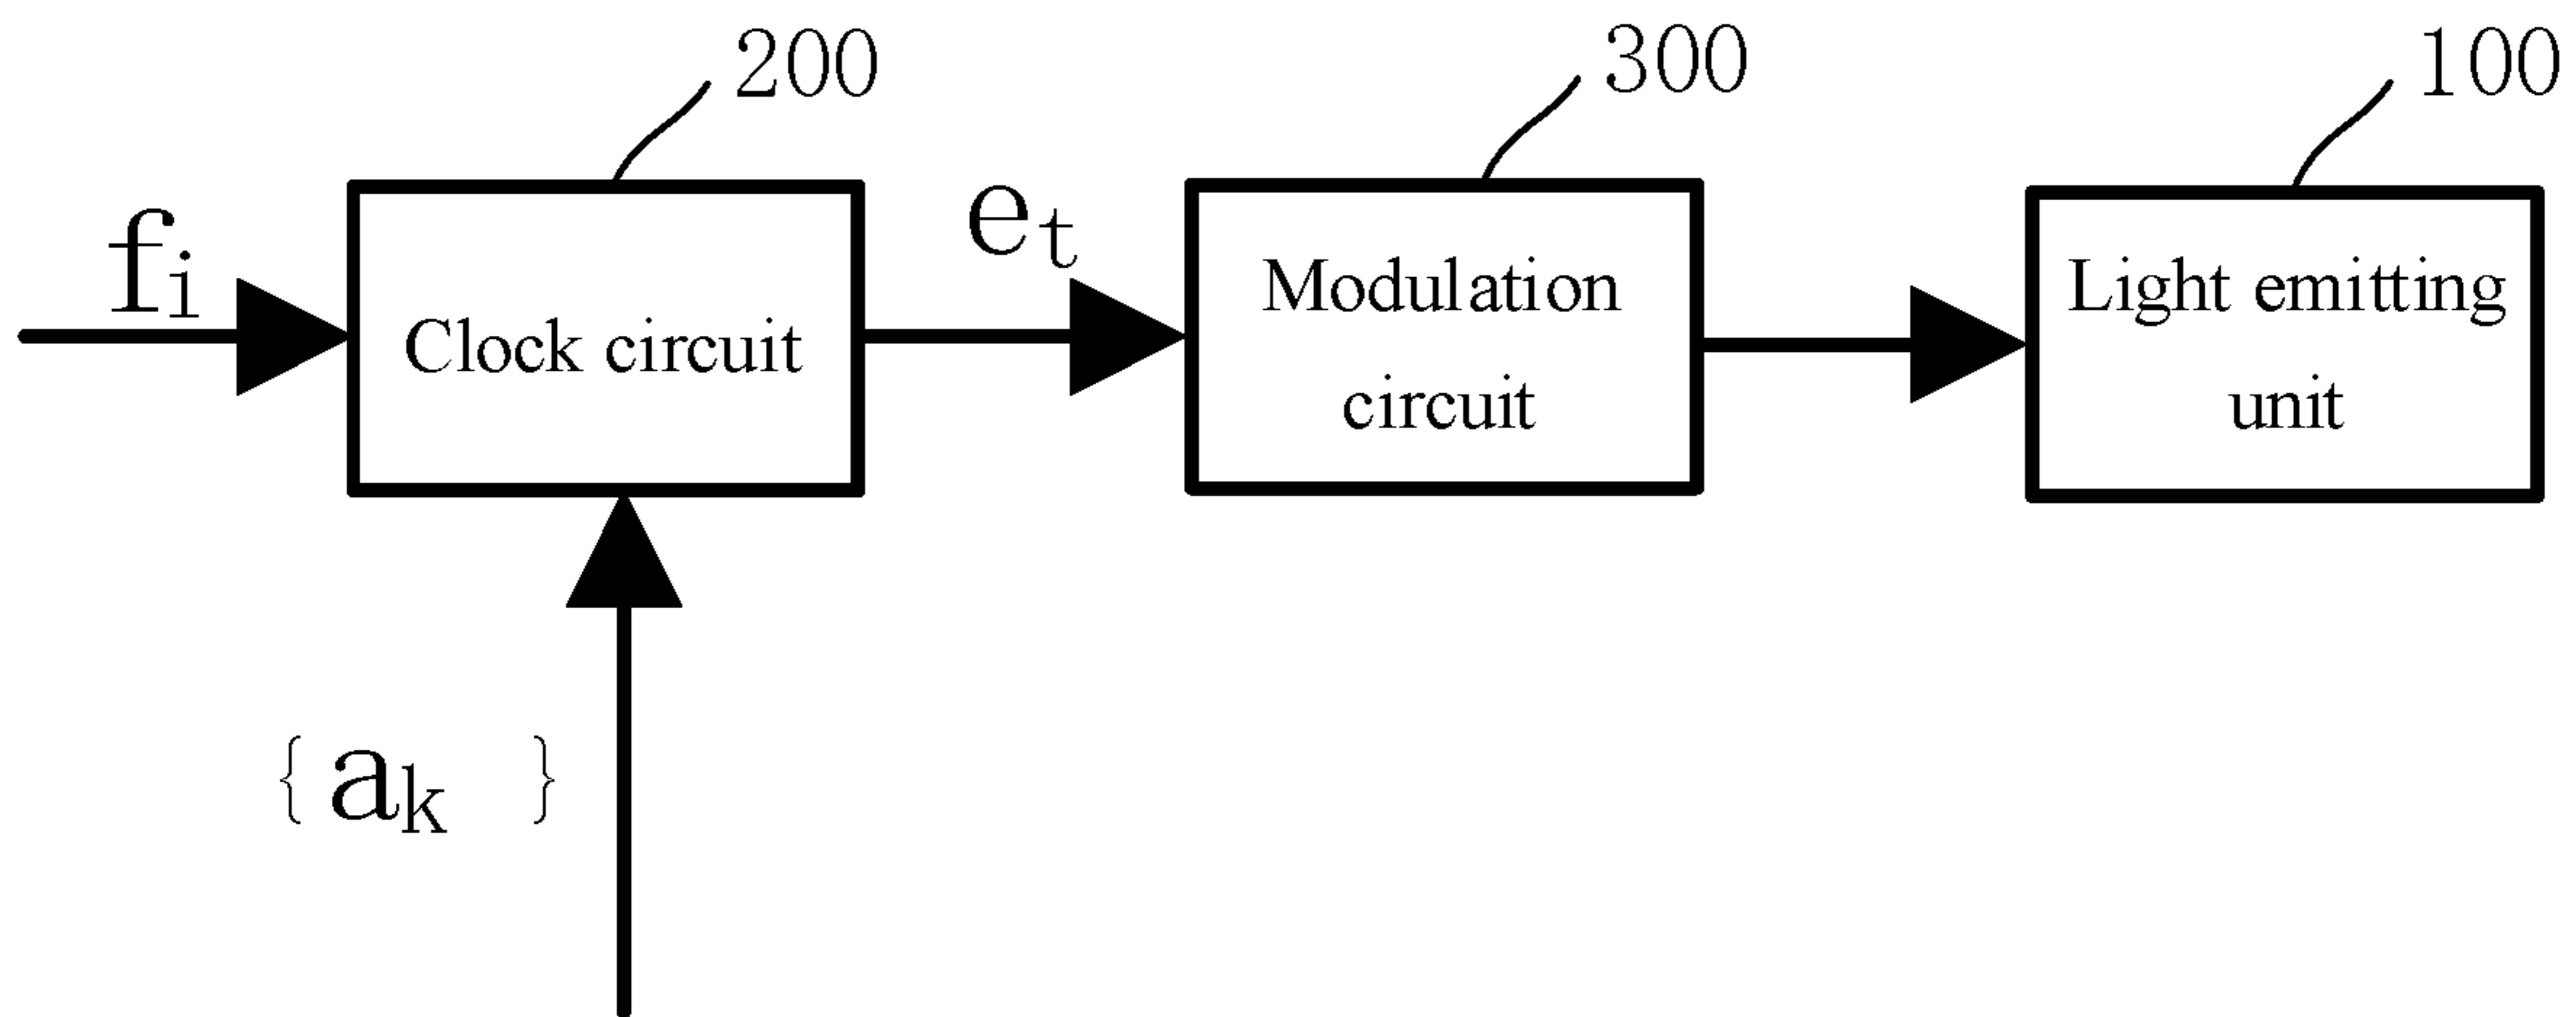 200
300
100
fi
et
Clock circuit
Modulation
circuit
Light emitting
unit
{ak }